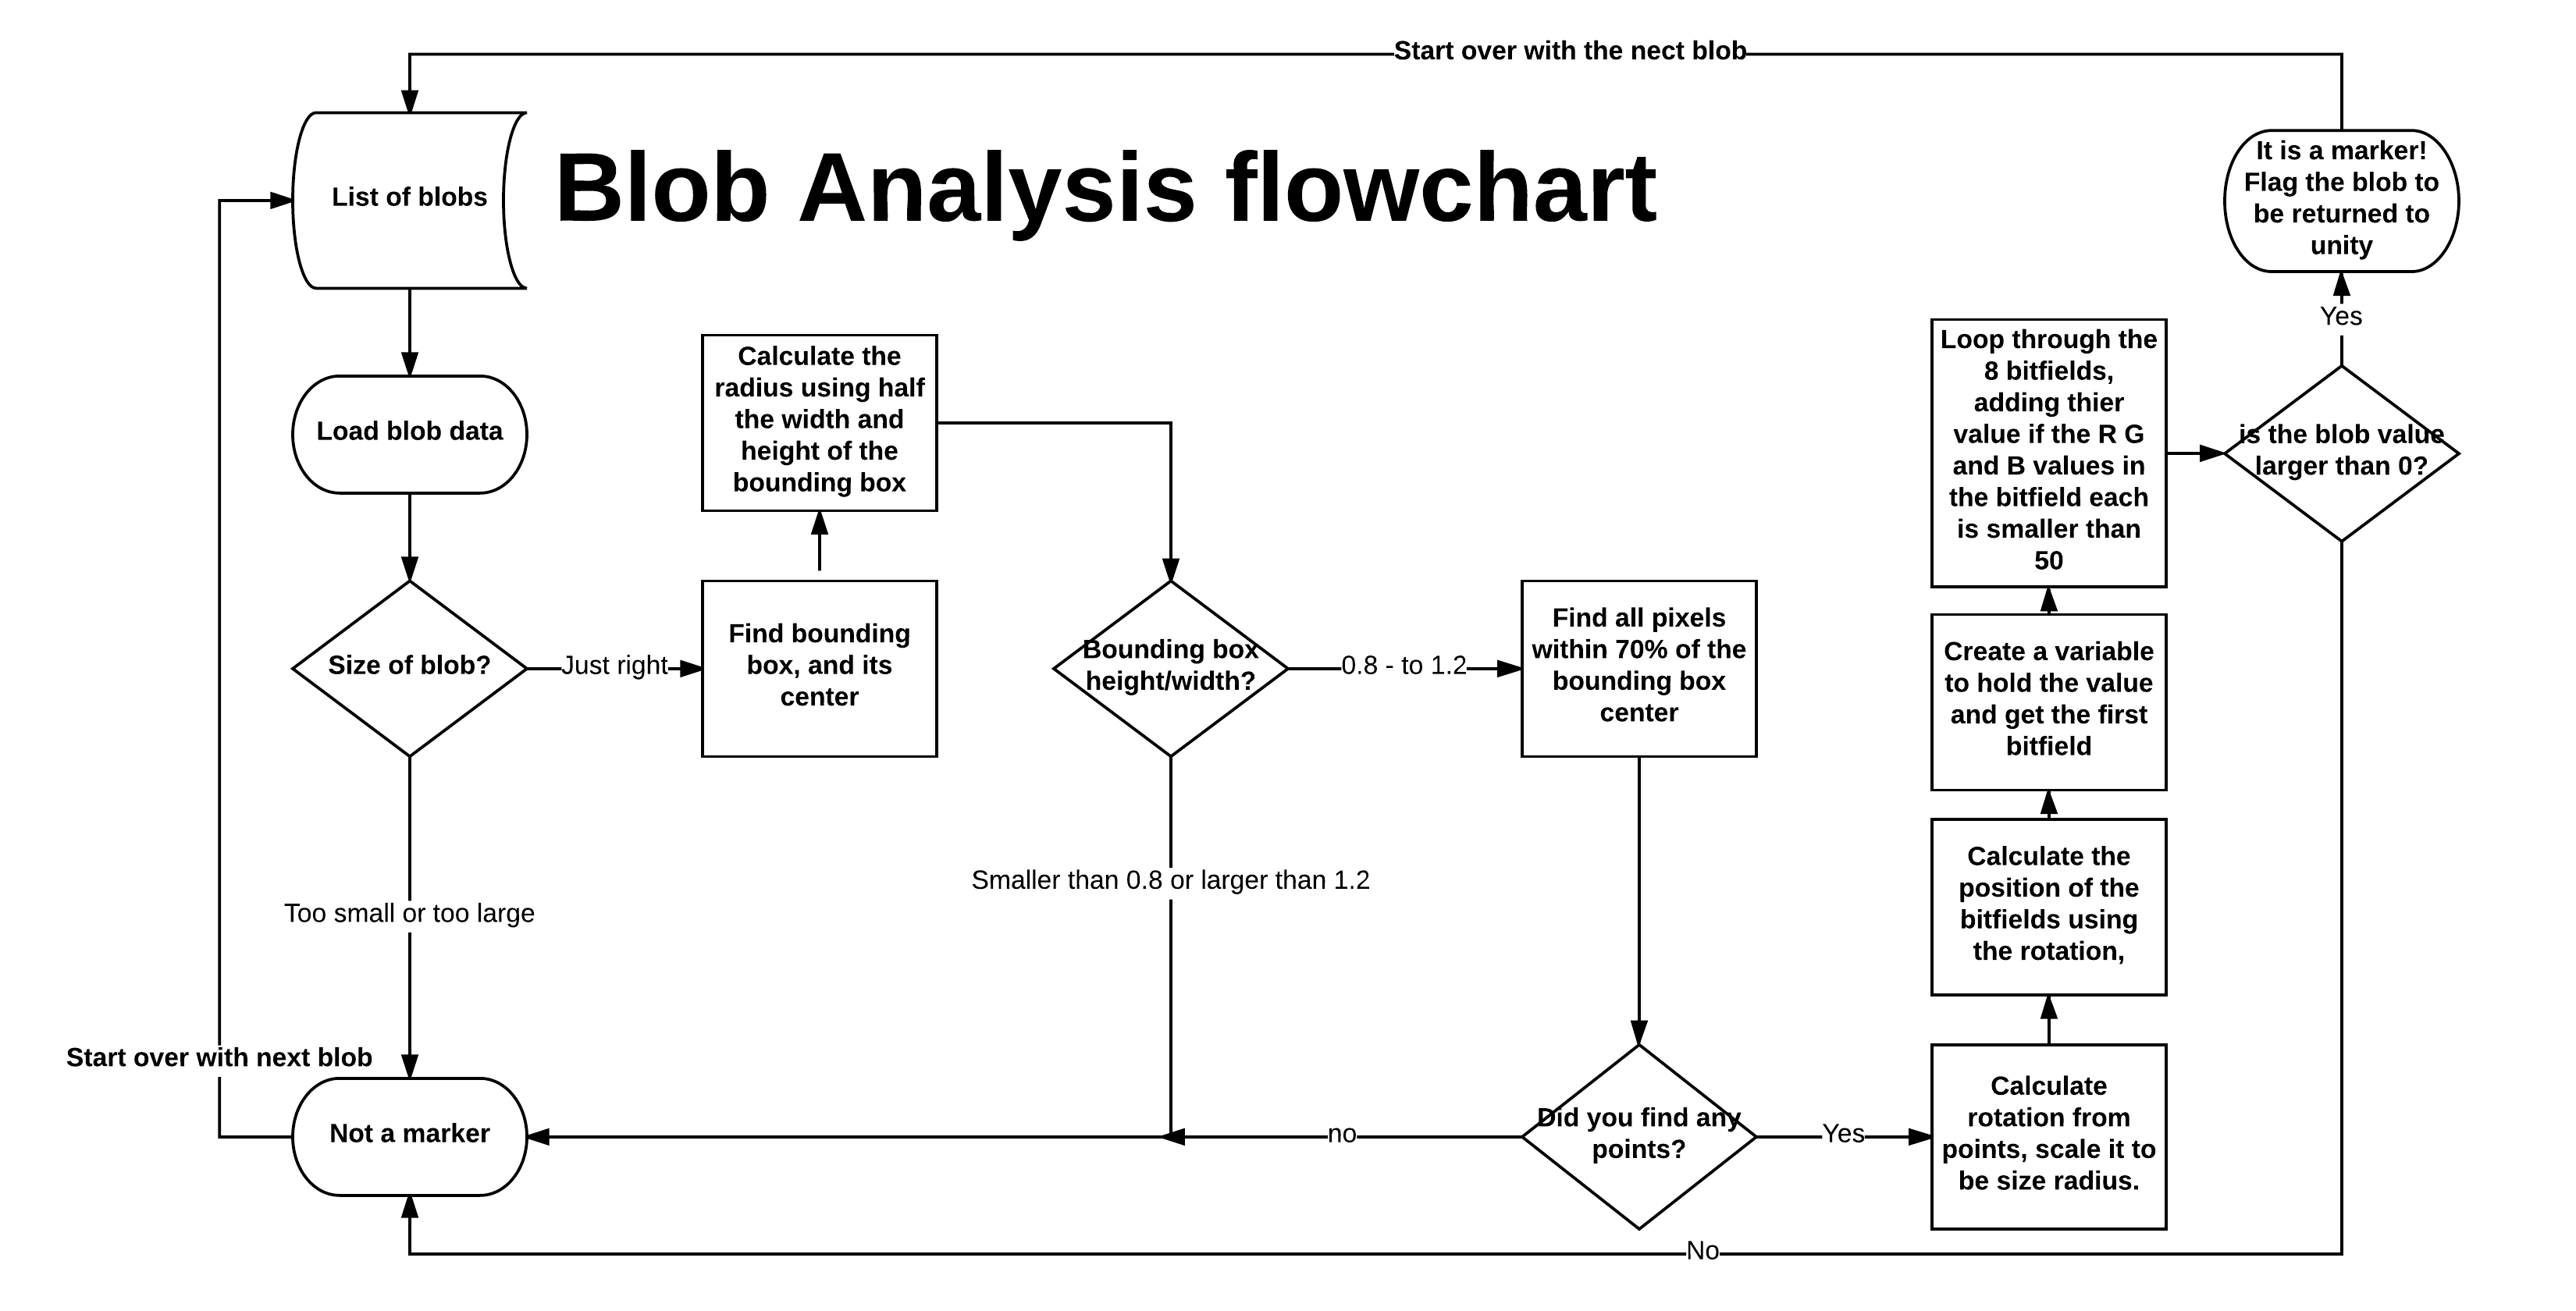 Start over with the nect blob
Blob Analysis flowchart
List of blobs
Load blob data
Size of blob?
Just right
Too small or too large
Start over with next blob
Not a marker
Find bounding
box, and its
center
Calculate the
radius using half
the width and
height of the
bounding box
Bounding box
height/width?
Smaller than 0.8 or larger than 1.2
0.8 - to 1.2
Find all pixels
within 70% of the
bounding box
center
Did you find any
points?
no
Yes
Calculate
rotation from
points, scale it to
be size radius.
Calculate the
position of the
bitfields using
the rotation,
Create a variable
to hold the value
and get the first
bitfield
Loop through the
8 bitfields,
adding thier
value if the R G
and B values in
the bitfield each
is smaller than
50
is the blob value
larger than 0?
Yes
It is a marker!
Flag the blob to
be returned to
unity
No